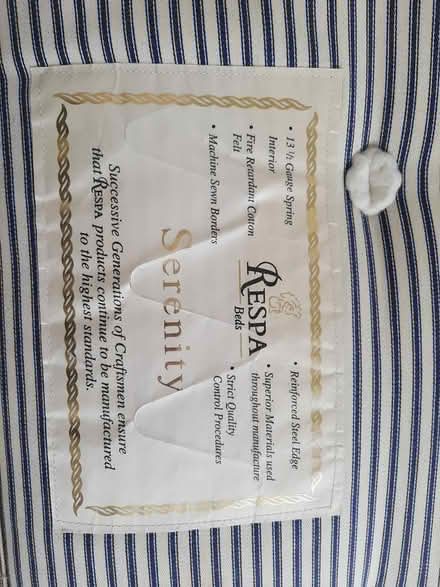 • 13 ½ Gauge Spring
Interior
• Fire Retardant Cotton
Felt
• Machine Sewn Borders
RESPA
Beds
• Reinforced Steel Edge
• Superior Materials used
throughout manufacture
• Strict Quality
Control Procedures
Serenity
Successive Generations of Craftsmen ensure
that RESPA products continue to be manufactured
to the highest standards.